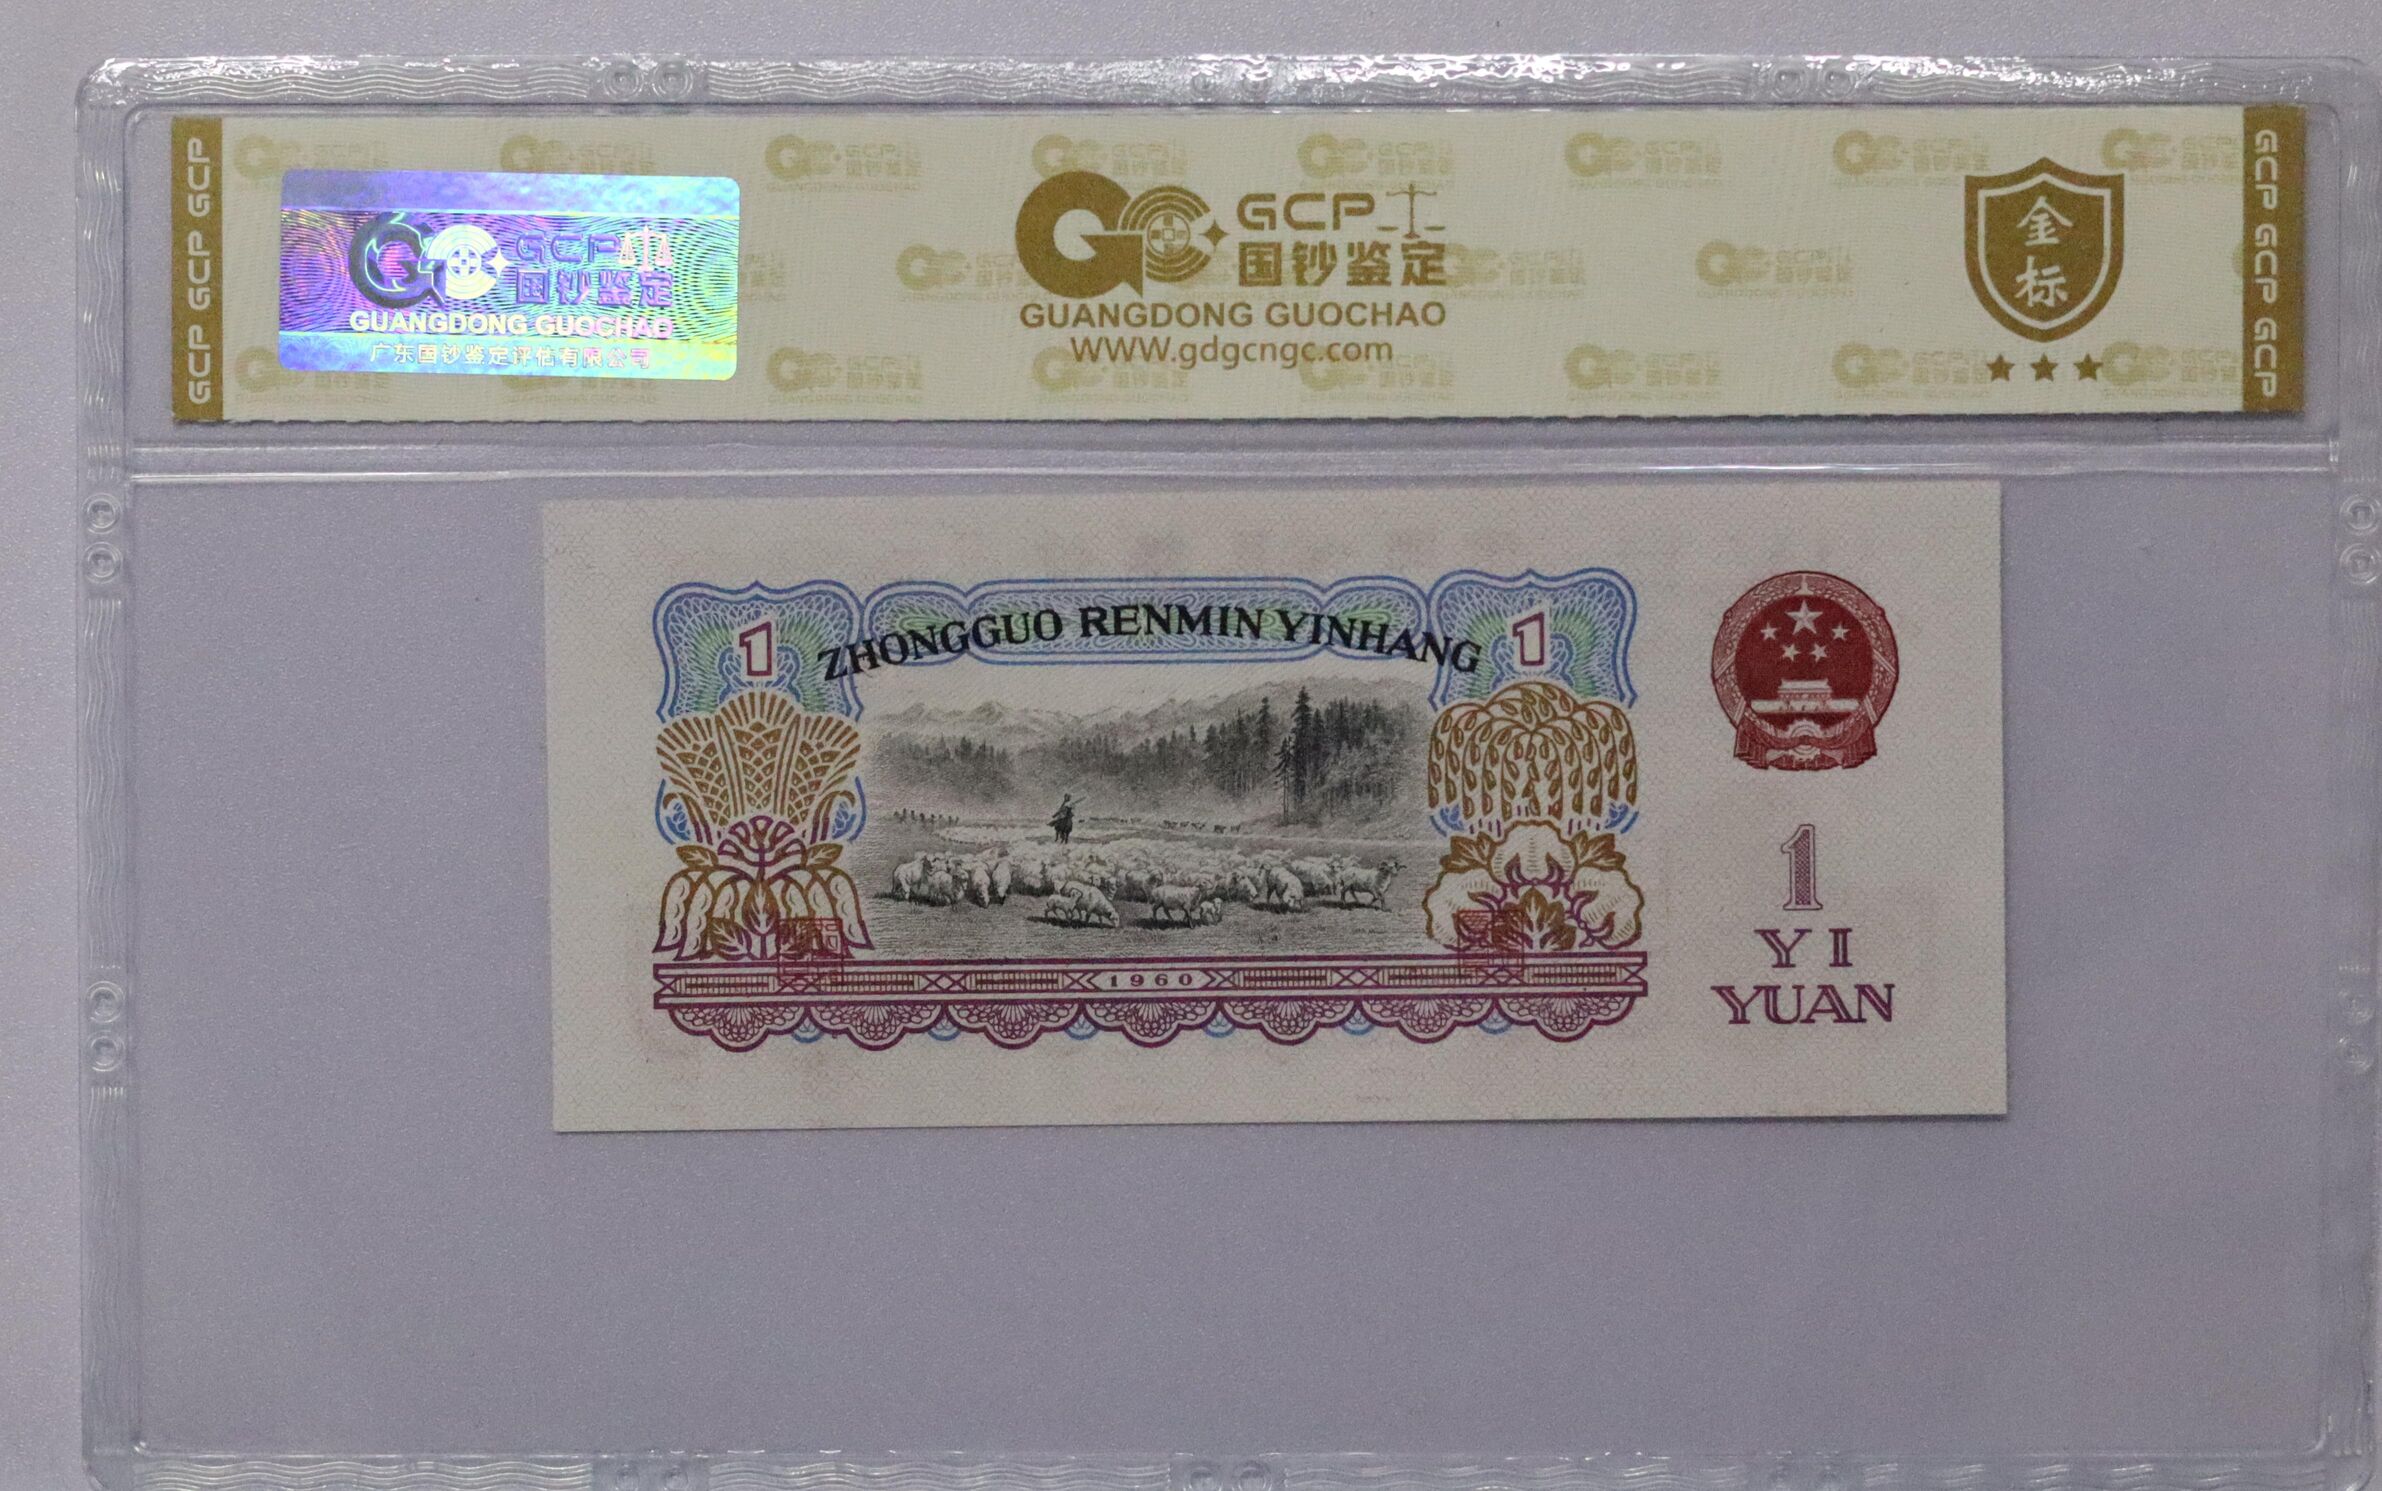 GCP GCP GCP
GCP
国钞鉴定
GUANGDONG GUOCHAO
广东国钞鉴定评估有限公司
GCP
国钞鉴定
GUANGDONG GUOCHAO
WWW.gdgcngc.com
金
标
GCP GCP GCP
1
ZHONGGUO RENMIN YINHANG
1
1960
1
YI
YUAN